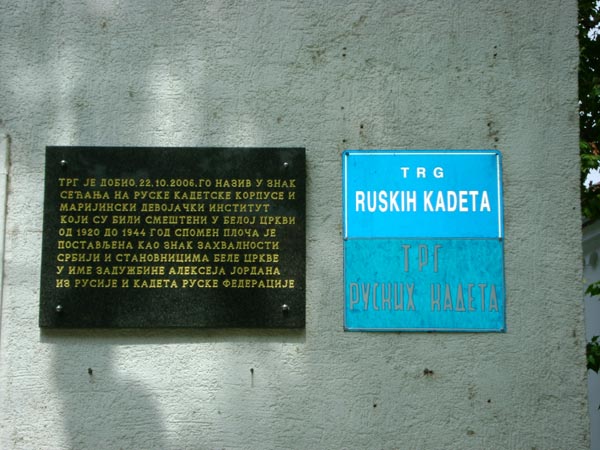 ТРГ ЈЕ ДОБИО, 22.10.2006, ГО НАЗИВ У ЗНАК
СЕЋАЊА НА РУСКЕ КАДЕТСКЕ КОРПУСЕ И
МАРИЈИНСКИ ДЕВОЈАЧКИ ИНСТИТУТ
КОЈИ СУ БИЛИ СМЕШТЕНИ У БЕЛОЈ ЦРКВИ
ОД 1920 ДО 1944 ГОД СПОМЕН ПЛОЧА ЈЕ
ПОСТАВЉЕНА КАО ЗНАК ЗАХВАЛНОСТИ
СРБИЈИ И СТАНОВНИЦИМА БЕЛЕ ЦРКВЕ
У ИМЕ ЗАДУЖБИНЕ АЛЕКСЕЈА ЈОРДАНА
ИЗ РУСИЈЕ И КАДЕТА РУСКЕ ФЕДЕРАЦИЈЕ
TRG
RUSKIH KADETA
ТРГ
РУСКИХ КАДЕТА